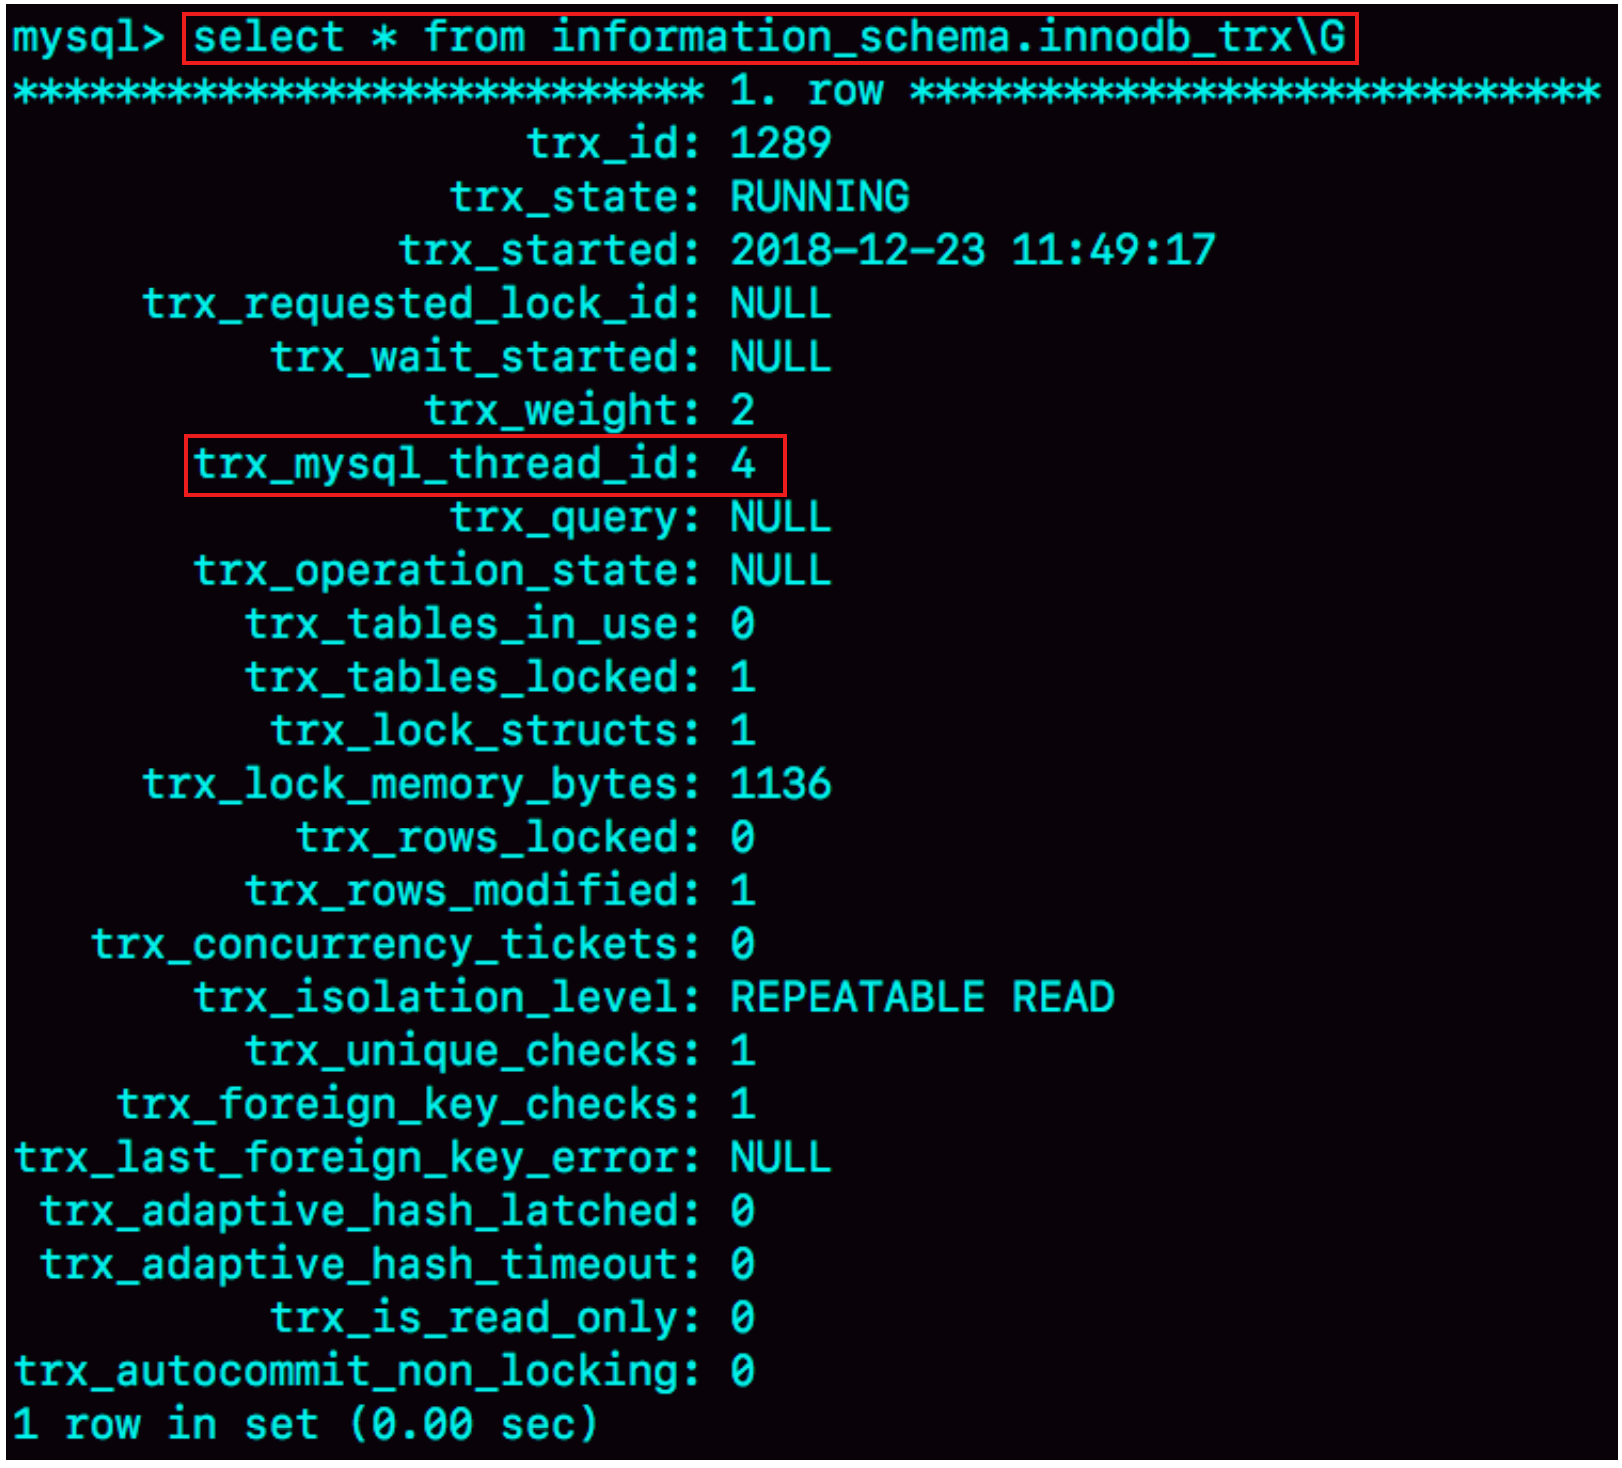 mysql> select * from information_schema.innodb_trx\G
*************************** 1. row ***************************
trx_id: 1289
trx_state: RUNNING
trx_started: 2018-12-23 11:49:17
trx_requested_lock_id: NULL
trx_wait_started: NULL
trx_weight: 2
trx_mysql_thread_id: 4
trx_query: NULL
trx_operation_state: NULL
trx_tables_in_use: 0
trx_tables_locked: 1
trx_lock_structs: 1
trx_lock_memory_bytes: 1136
trx_rows_locked: 0
trx_rows_modified: 1
trx_concurrency_tickets: 0
trx_isolation_level: REPEATABLE READ
trx_unique_checks: 1
trx_foreign_key_checks: 1
trx_last_foreign_key_error: NULL
trx_adaptive_hash_latched: 0
trx_adaptive_hash_timeout: 0
trx_is_read_only: 0
trx_autocommit_non_locking: 0
1 row in set (0.00 sec)